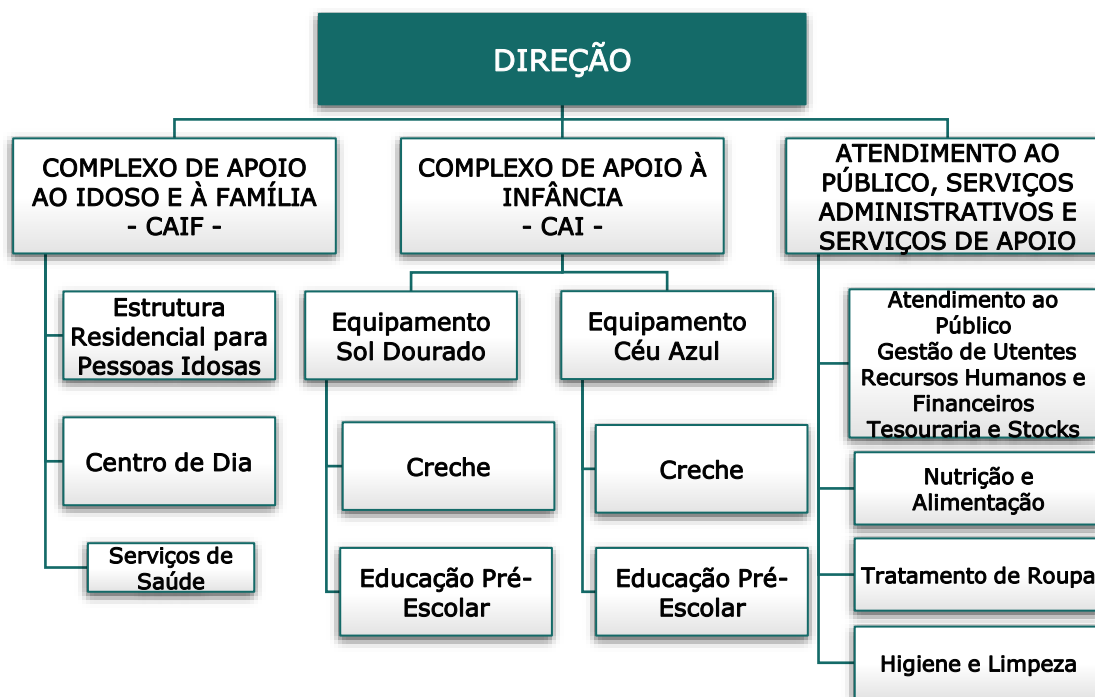 DIREÇÃO
COMPLEXO DE APOIO
AO IDOSO E À FAMÍLIA
- CAIF -
Estrutura
Residencial para
Pessoas Idosas
Centro de Dia
Serviços de
Saúde
COMPLEXO DE APOIO À
INFÂNCIA
- CAI -
Equipamento
Sol Dourado
Creche
Educação Pré-
Escolar
Equipamento
Céu Azul
Creche
Educação Pré-
Escolar
ATENDIMENTO AO
PÚBLICO, SERVIÇOS
ADMINISTRATIVOS E
SERVIÇOS DE APOIO
Atendimento ao
Público
Gestão de Utentes
Recursos Humanos e
Financeiros
Tesouraria e Stocks
Nutrição e
Alimentação
Tratamento de Roupa
Higiene e Limpeza